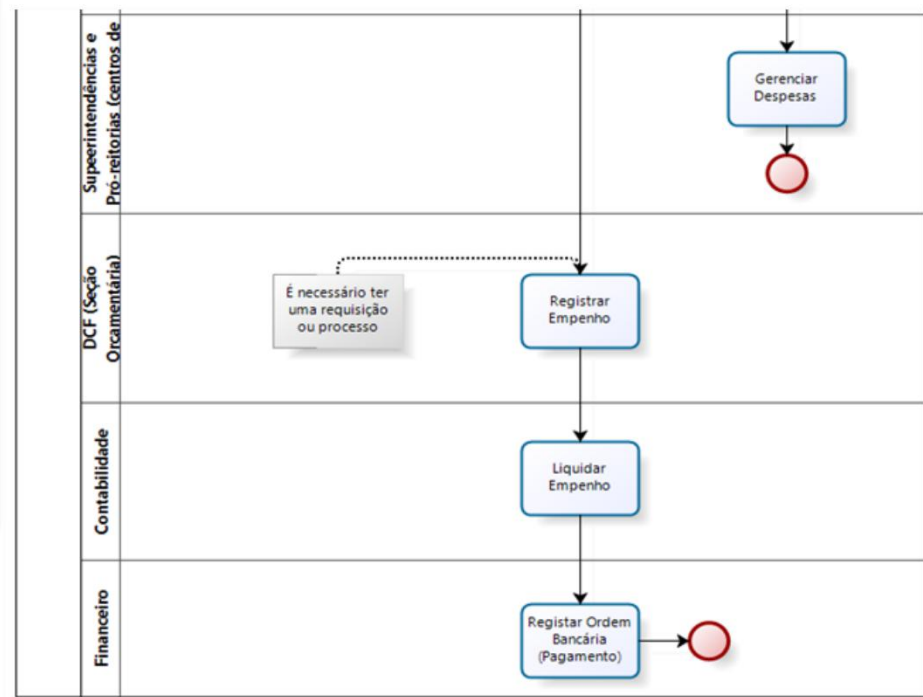 Supeerintendências e
Pró-reitorias (centros de
Gerenciar
Despesas
DCF (Seção
Orcamentária)
É necessário ter
uma requisição
ou processo
Registrar
Empenho
Contabilidade
Liquidar
Empenho
Financeiro
Registar Ordem
Bancária
(Pagamento)